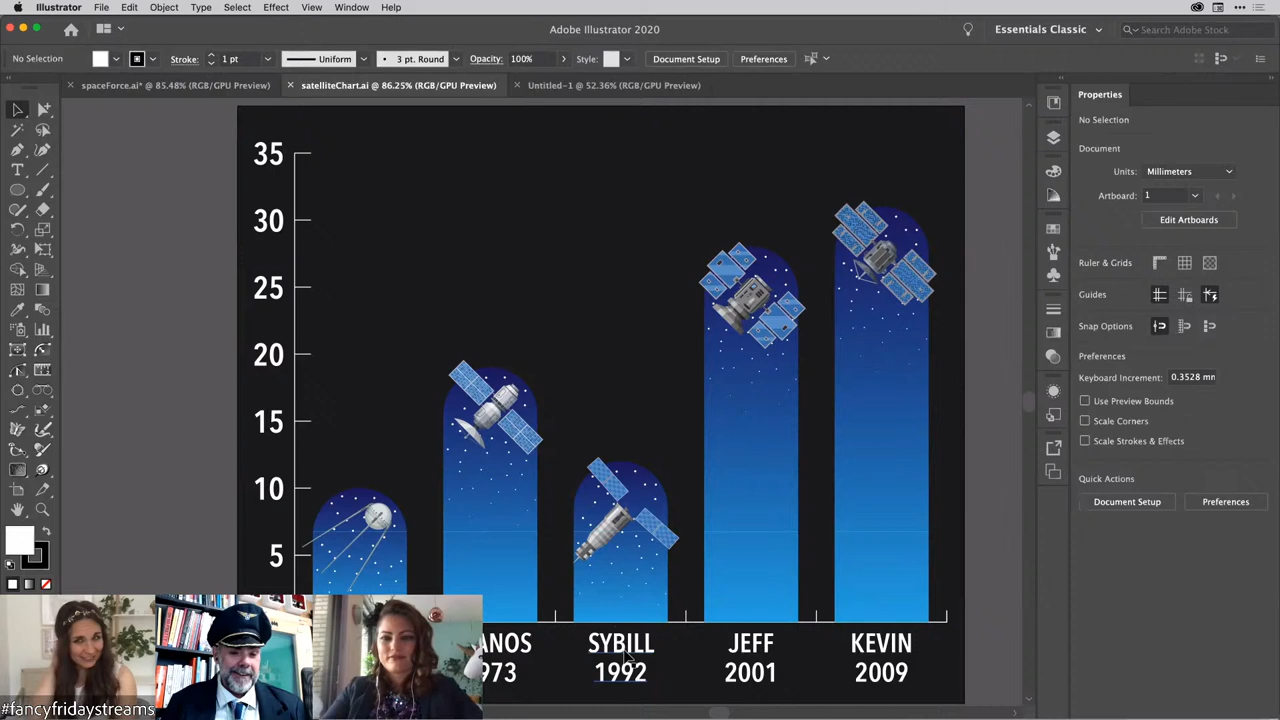 Illustrator File Edit Object Type Select Effect View Window Help
Adobe Illustrator 2020
Essentials Classic
Search Adobe Stock
No Selection
Stroke: 1 pt
Uniform
3 pt. Round
Opacity: 100%
Style:
Document Setup
Preferences
spaceForce.ai* @ 85.48% (RGB/GPU Preview)
satelliteChart.ai @ 86.25% (RGB/GPU Preview)
Untitled-1 @ 52.36% (RGB/GPU Preview)
Properties
No Selection
Document
Units: Millimeters
Artboard: 1
Edit Artboards
Ruler & Grids
Guides
Snap Options
Preferences
Keyboard Increment: 0.3528 mm
Use Preview Bounds
Scale Corners
Scale Strokes & Effects
Quick Actions
Document Setup
Preferences
35
30
25
20
15
10
5
ANOS
973
SYBILL
1992
JEFF
2001
KEVIN
2009
#fancyfridaystreams